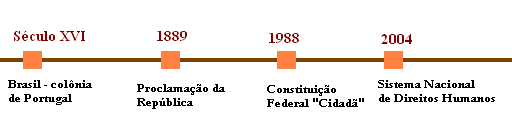 Século XVI
1889
1988
2004
Brasil - colônia
de Portugal
Proclamação da
República
Constituição
Federal "Cidadã"
Sistema Nacional
de Direitos Humanos